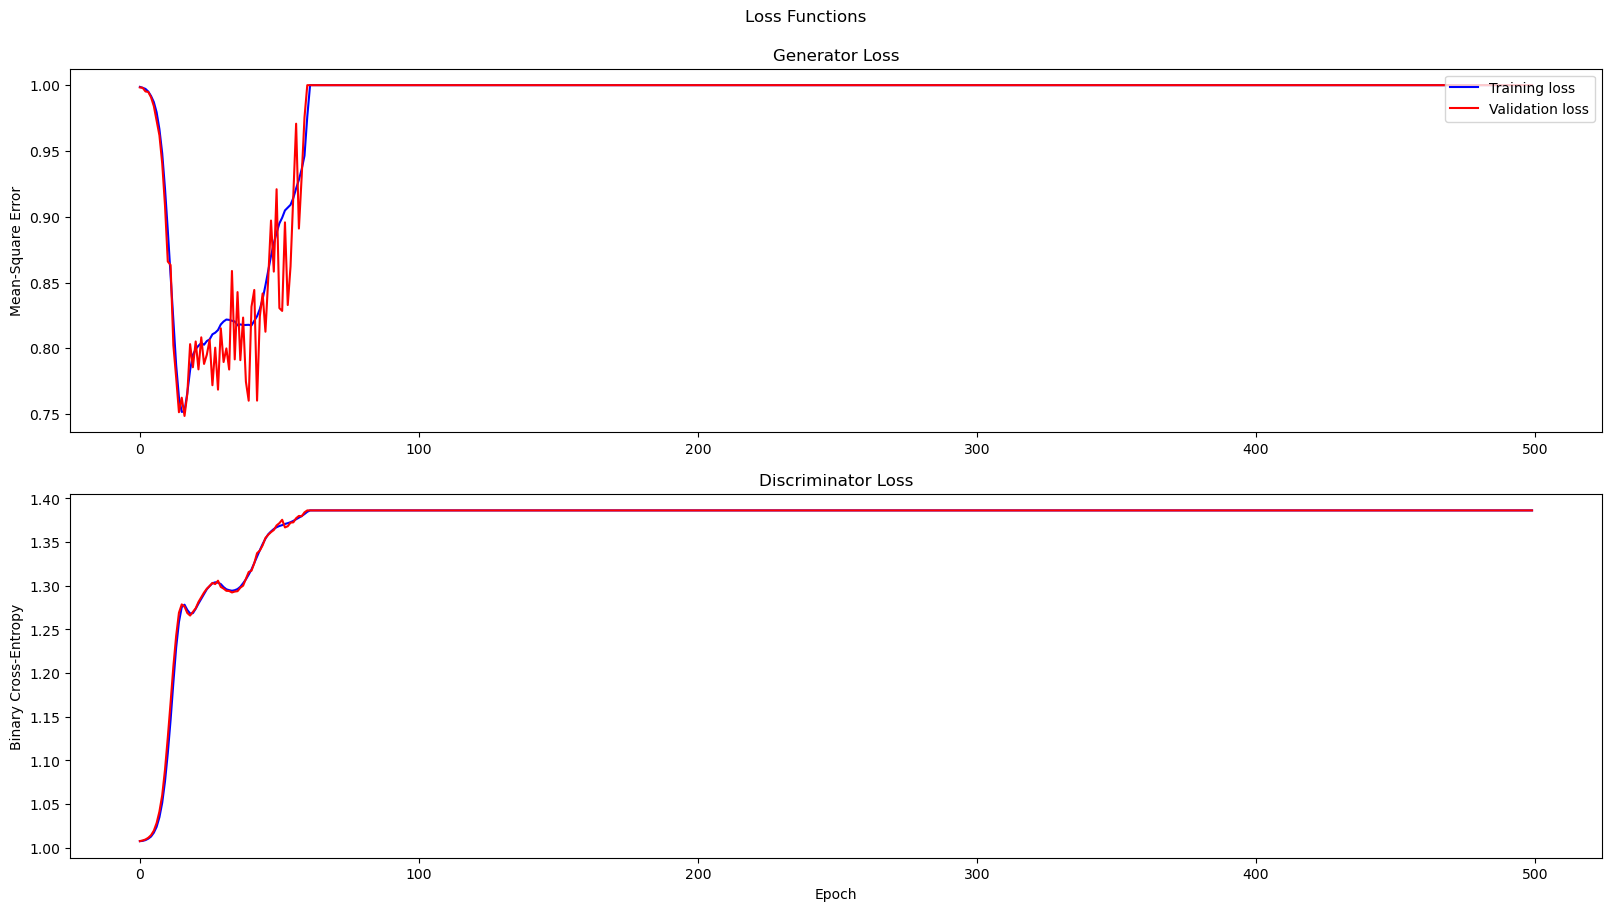 Loss Functions
Generator Loss
Mean-Square Error
1.00
0.95
0.90
0.85
0.80
0.75
Training loss
Validation loss
0 100 200 300 400 500
Discriminator Loss
Binary Cross-Entropy
1.40
1.35
1.30
1.25
1.20
1.15
1.10
1.05
1.00
0 100 200 300 400 500
Epoch